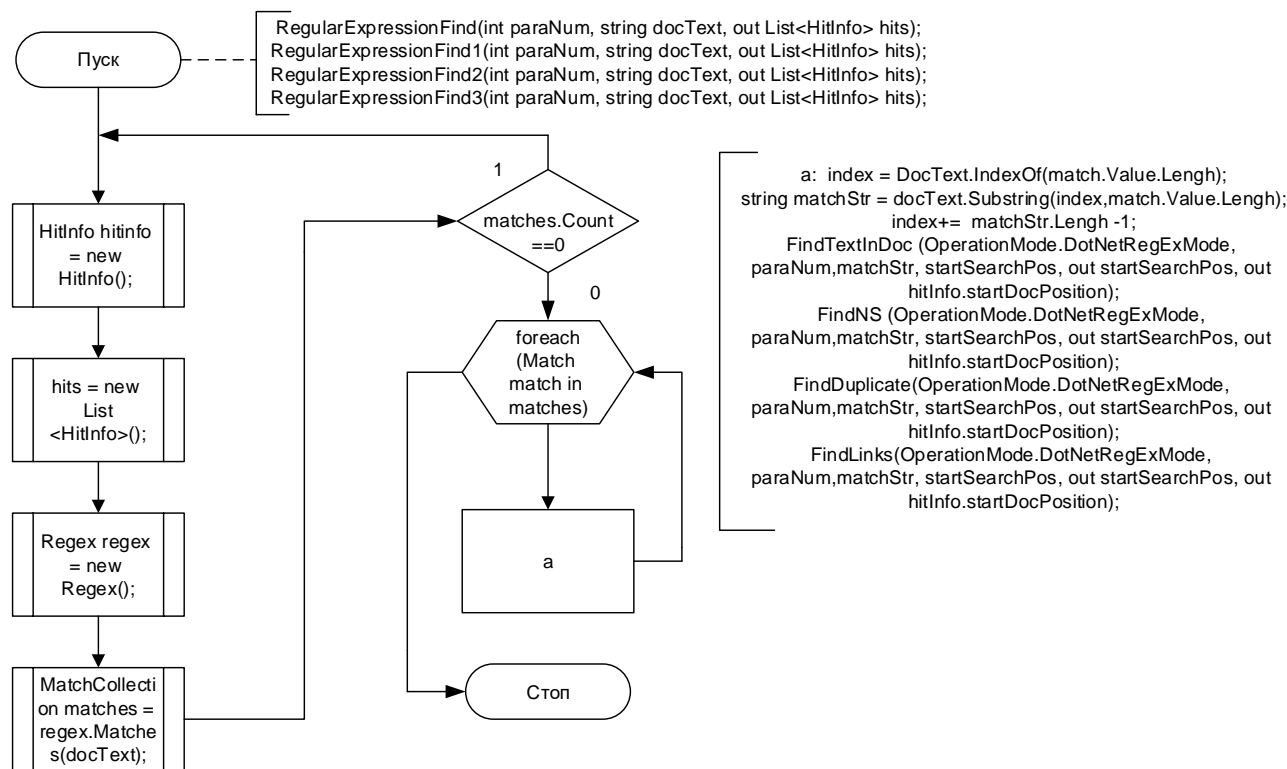 Пуск
RegularExpressionFind(int paraNum, string docText, out List<HitInfo> hits);
RegularExpressionFind1(int paraNum, string docText, out List<HitInfo> hits);
RegularExpressionFind2(int paraNum, string docText, out List<HitInfo> hits);
RegularExpressionFind3(int paraNum, string docText, out List<HitInfo> hits);
HitInfo hitinfo
= new
HitInfo();
hits = new
List
<HitInfo>();
Regex regex
= new
Regex();
MatchCollecti
on matches =
regex.Matche
s(docText);
1
matches.Count
==0
0
foreach
(Match
match in
matches)
a
Стоп
a:  index = DocText.IndexOf(match.Value.Lengh);
string matchStr = docText.Substring(index,match.Value.Lengh);
index+=  matchStr.Lengh -1;
FindTextInDoc (OperationMode.DotNetRegExMode,
paraNum,matchStr, startSearchPos, out startSearchPos, out
hitInfo.startDocPosition);
FindNS (OperationMode.DotNetRegExMode,
paraNum,matchStr, startSearchPos, out startSearchPos, out
hitInfo.startDocPosition);
FindDuplicate(OperationMode.DotNetRegExMode,
paraNum,matchStr, startSearchPos, out startSearchPos, out
hitInfo.startDocPosition);
FindLinks(OperationMode.DotNetRegExMode,
paraNum,matchStr, startSearchPos, out startSearchPos, out
hitInfo.startDocPosition);